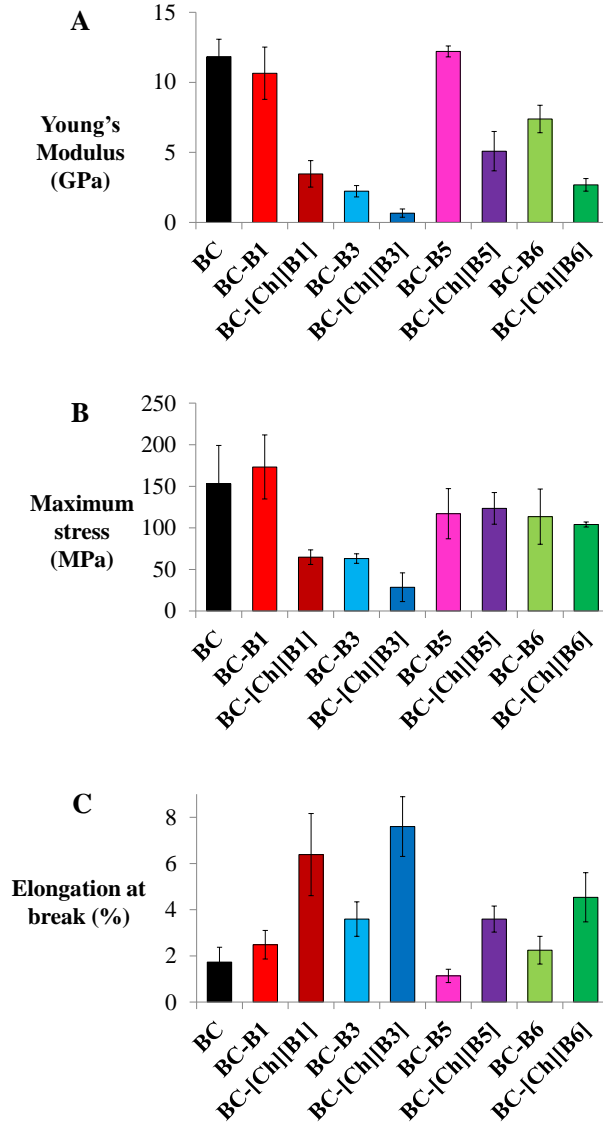 A
Young's
Modulus
(GPa)
15
10
5
0
BC
BC-B1
BC-[Ch][B1]
BC-B3
BC-[Ch][B3]
BC-B5
BC-[Ch][B5]
BC-B6
BC-[Ch][B6]
B
Maximum
stress
(MPa)
250
200
150
100
50
0
BC
BC-B1
BC-[Ch][B1]
BC-B3
BC-[Ch][B3]
BC-B5
BC-[Ch][B5]
BC-B6
BC-[Ch][B6]
C
Elongation at
break (%)
8
6
4
2
0
BC
BC-B1
BC-[Ch][B1]
BC-B3
BC-[Ch][B3]
BC-B5
BC-[Ch][B5]
BC-B6
BC-[Ch][B6]